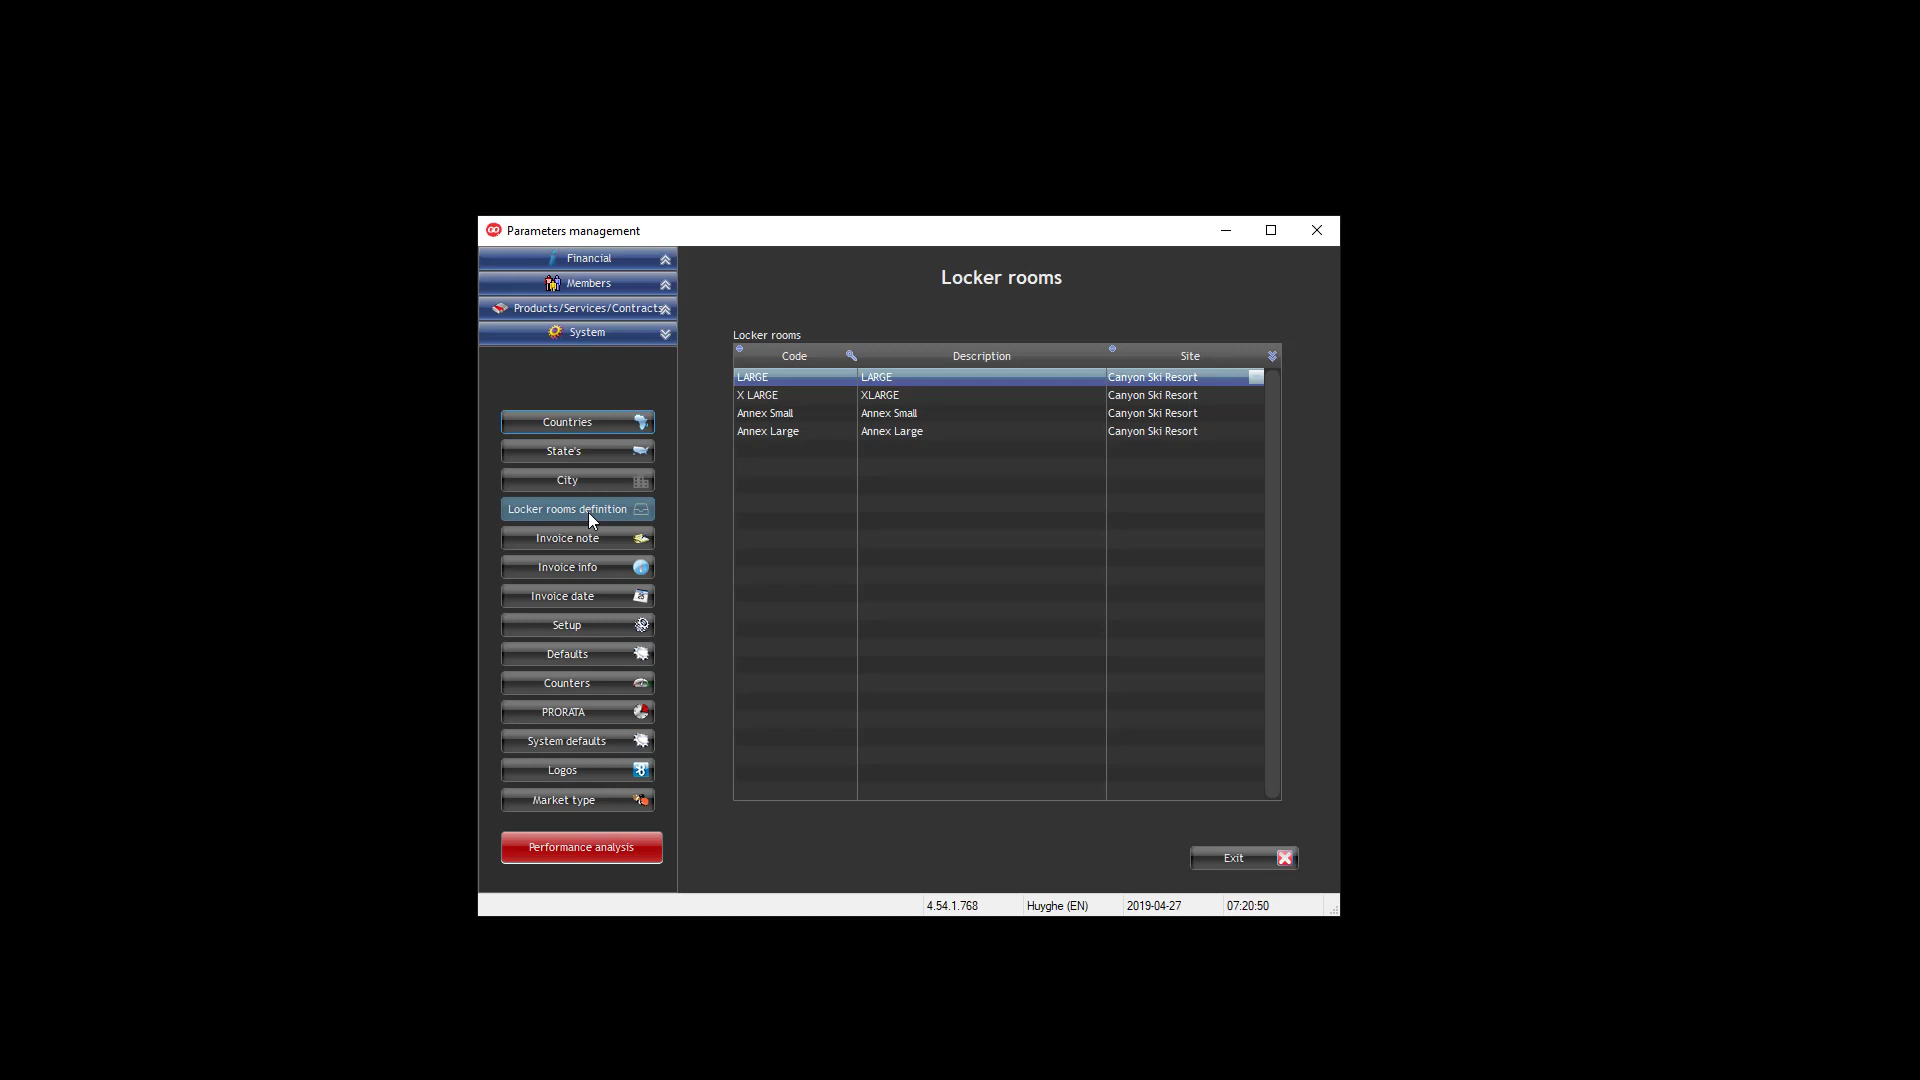 Parameters management
Financial
Members
Products/Services/Contracts
System
Countries
State's
City
Locker rooms definition
Invoice note
Invoice info
Invoice date
Setup
Defaults
Counters
PRORATA
System defaults
Logos
Market type
Performance analysis
Locker rooms
Locker rooms
Code Description Site
LARGE LARGE Canyon Ski Resort
X LARGE XLARGE Canyon Ski Resort
Annex Small Annex Small Canyon Ski Resort
Annex Large Annex Large Canyon Ski Resort
Exit
4.54.1.768 Huyghe (EN) 2019-04-27 07:20:50